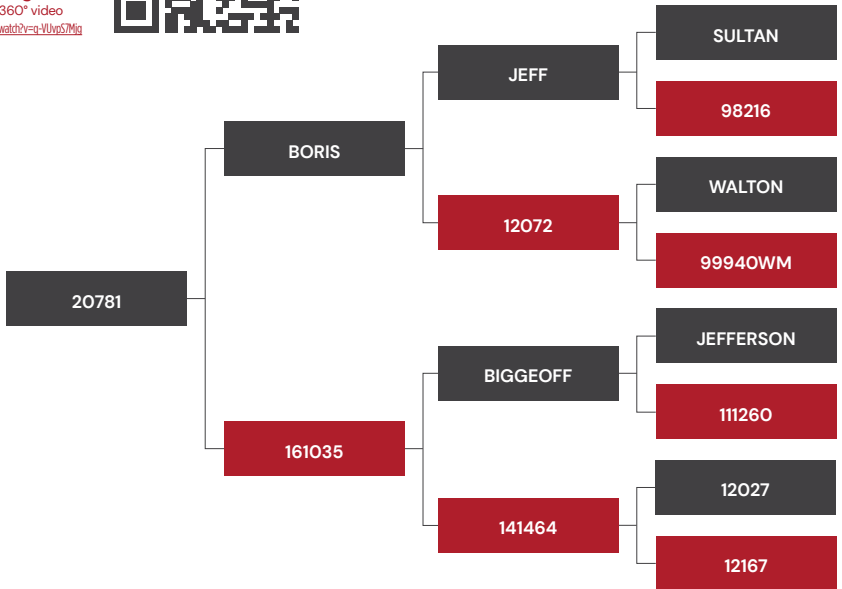 360° video
watch?v=q-VUvpS7Mjg
SULTAN
JEFF
98216
BORIS
WALTON
12072
99940WM
20781
JEFFERSON
BIGGEOFF
111260
161035
12027
141464
12167